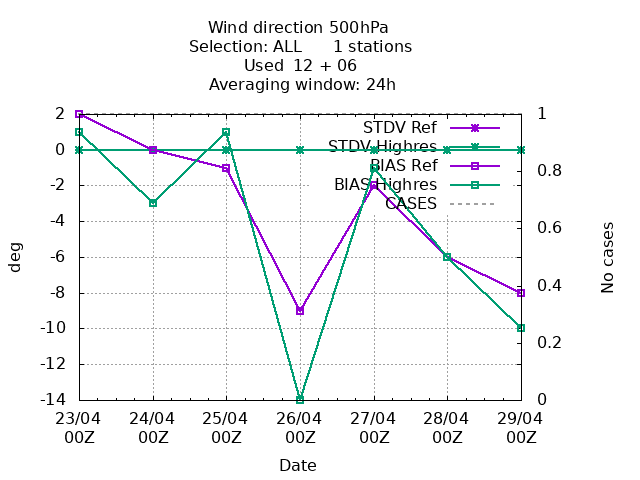 Wind direction 500hPa
Selection: ALL 1 stations
Used 12 + 06
Averaging window: 24h
STDV Ref
STDV Highres
BIAS Ref
BIAS Highres
CASES
deg
2
0
-2
-4
-6
-8
-10
-12
-14
1
0.8
0.6
0.4
0.2
0
No cases
23/04 24/04 25/04 26/04 27/04 28/04 29/04
00Z 00Z 00Z 00Z 00Z 00Z 00Z
Date